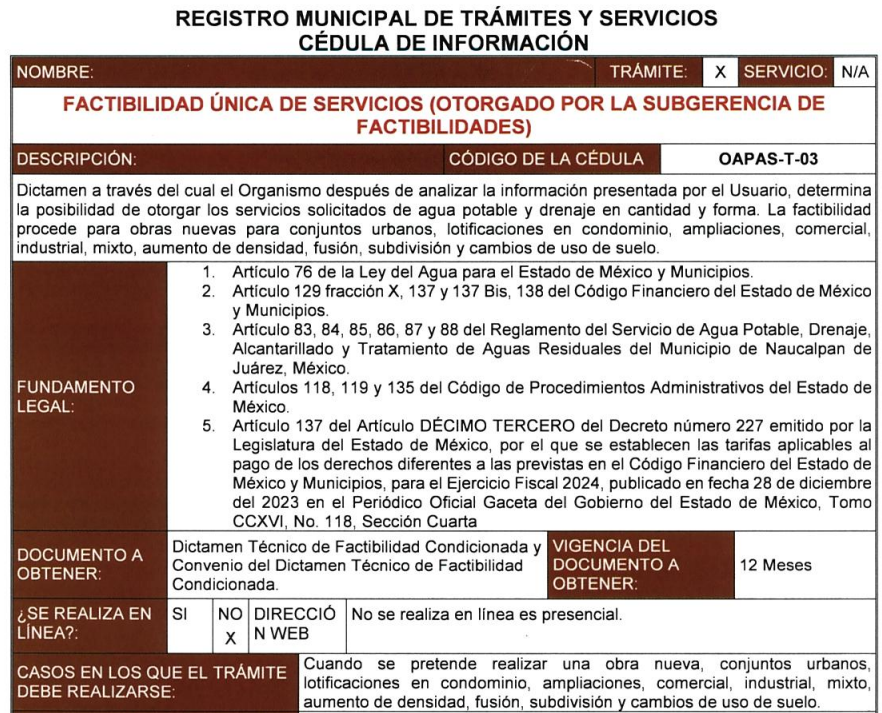 REGISTRO MUNICIPAL DE TRÁMITES Y SERVICIOS
CÉDULA DE INFORMACIÓN
NOMBRE: TRÁMITE: X SERVICIO: N/A
FACTIBILIDAD ÚNICA DE SERVICIOS (OTORGADO POR LA SUBGERENCIA DE
FACTIBILIDADES)
DESCRIPCIÓN: CÓDIGO DE LA CÉDULA OAPAS-T-03
Dictamen a través del cual el Organismo después de analizar la información presentada por el Usuario, determina
la posibilidad de otorgar los servicios solicitados de agua potable y drenaje en cantidad y forma. La factibilidad
procede para obras nuevas para conjuntos urbanos, lotificaciones en condominio, ampliaciones, comercial,
industrial, mixto, aumento de densidad, fusión, subdivisión y cambios de uso de suelo.
FUNDAMENTO
LEGAL:
1. Artículo 76 de la Ley del Agua para el Estado de México y Municipios.
2. Artículo 129 fracción X, 137 y 137 Bis, 138 del Código Financiero del Estado de México
y Municipios.
3. Artículo 83, 84, 85, 86, 87 y 88 del Reglamento del Servicio de Agua Potable, Drenaje,
Alcantarillado y Tratamiento de Aguas Residuales del Municipio de Naucalpan de
Juárez, México.
4. Artículos 118, 119 y 135 del Código de Procedimientos Administrativos del Estado de
México.
5. Artículo 137 del Artículo DÉCIMO TERCERO del Decreto número 227 emitido por la
Legislatura del Estado de México, por el que se establecen las tarifas aplicables al
pago de los derechos diferentes a las previstas en el Código Financiero del Estado de
México y Municipios, para el Ejercicio Fiscal 2024, publicado en fecha 28 de diciembre
del 2023 en el Periódico Oficial Gaceta del Gobierno del Estado de México, Tomo
CCXVI, No. 118, Sección Cuarta
DOCUMENTO A
OBTENER:
Dictamen Técnico de Factibilidad Condicionada y
Convenio del Dictamen Técnico de Factibilidad
Condicionada.
VIGENCIA DEL
DOCUMENTO A
OBTENER:
12 Meses
¿SE REALIZA EN
LÍNEA?:
SI
NO
X
DIRECCIÓ
N WEB
No se realiza en línea es presencial.
CASOS EN LOS QUE EL TRÁMITE
DEBE REALIZARSE:
Cuando se pretende realizar una obra nueva, conjuntos urbanos,
lotificaciones en condominio, ampliaciones, comercial, industrial, mixto,
aumento de densidad, fusión, subdivisión y cambios de uso de suelo.